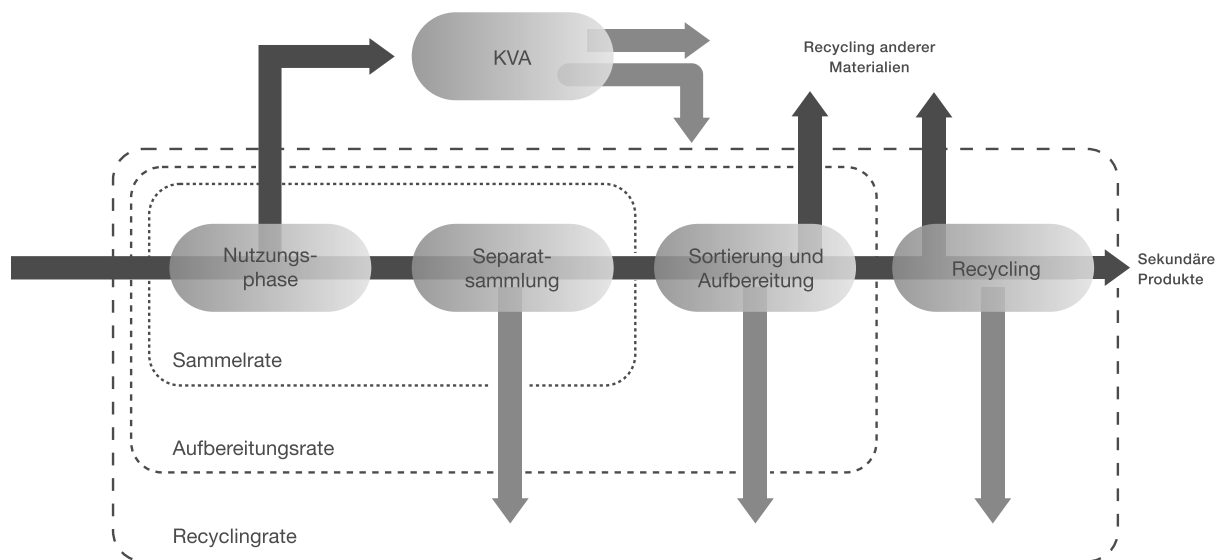 KVA
Recycling anderer
Materialien
Nutzungs-
phase
Separat-
sammlung
Sortierung und
Aufbereitung
Recycling
Sekundäre
Produkte
Sammelrate
Aufbereitungsrate
Recyclingrate